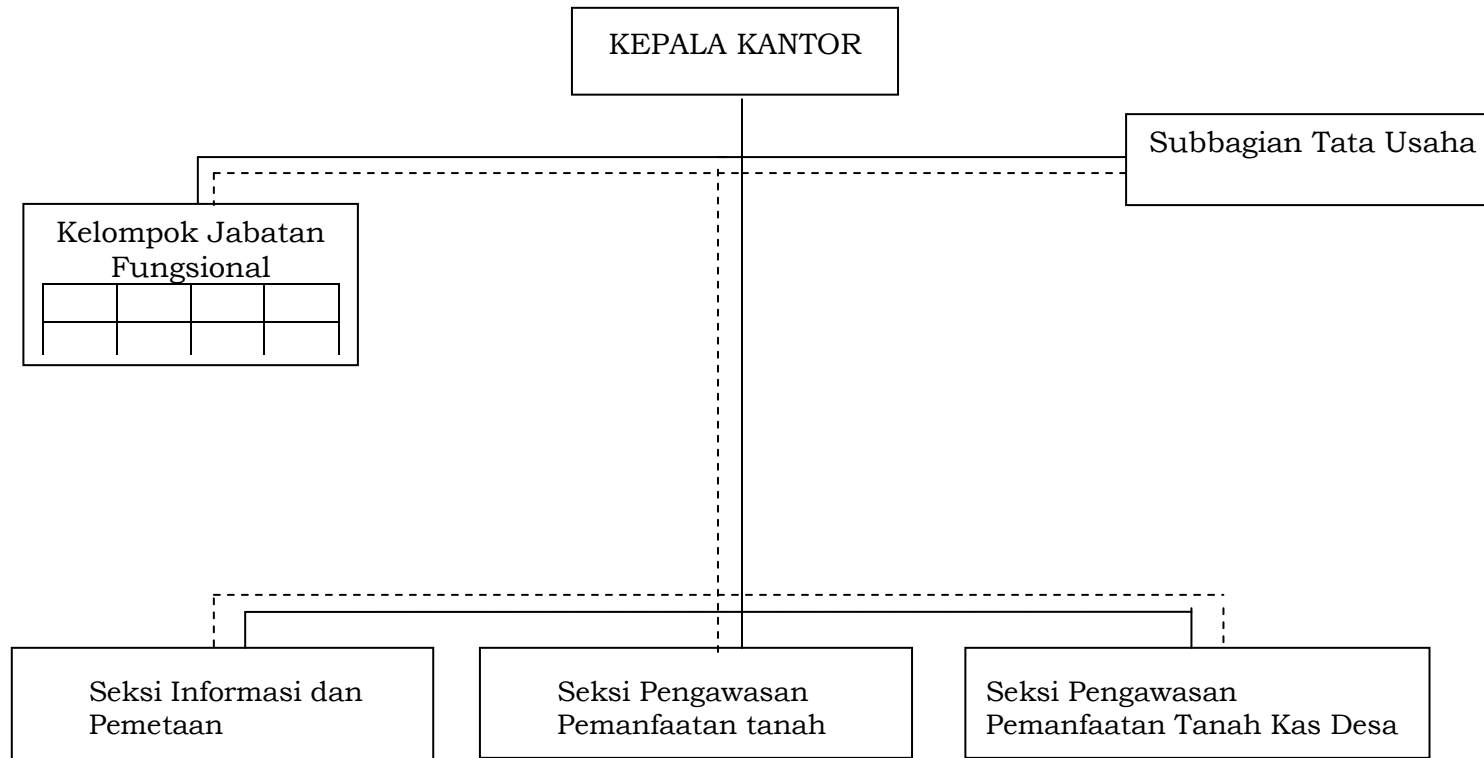 KEPALA KANTOR
Subbagian Tata Usaha
Kelompok Jabatan
Fungsional
Seksi Informasi dan
Pemetaan
Seksi Pengawasan
Pemanfaatan tanah
Seksi Pengawasan
Pemanfaatan Tanah Kas Desa